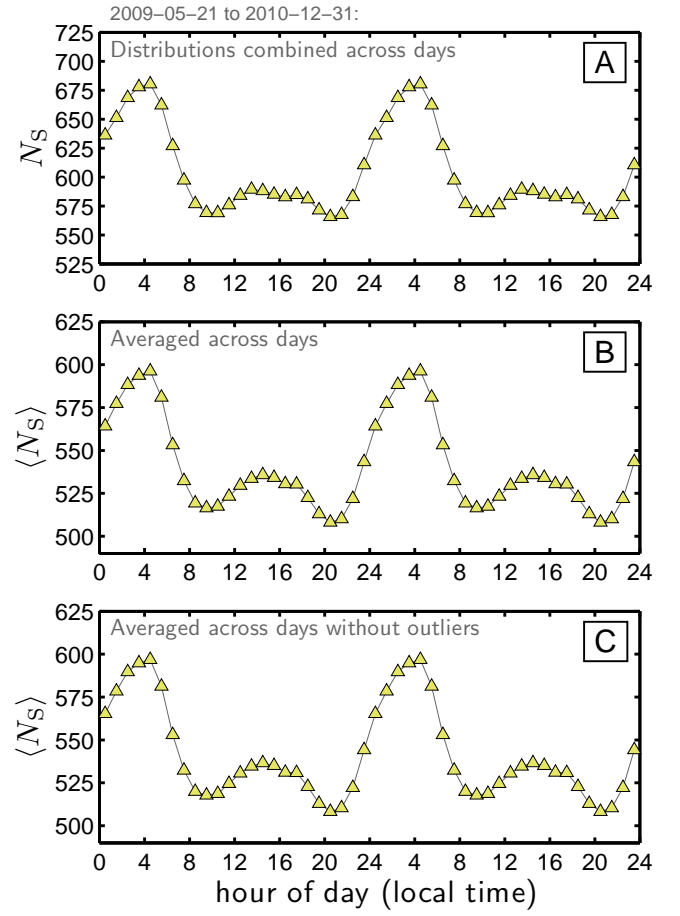 2009−05−21 to 2010−12−31:
Distributions combined across days
A
725
700
675
650
625
600
575
550
525
N_S
0 4 8 12 16 20 24 4 8 12 16 20 24
Averaged across days
B
625
600
575
550
525
500
⟨N_S⟩
0 4 8 12 16 20 24 4 8 12 16 20 24
Averaged across days without outliers
C
625
600
575
550
525
500
⟨N_S⟩
0 4 8 12 16 20 24 4 8 12 16 20 24
hour of day (local time)